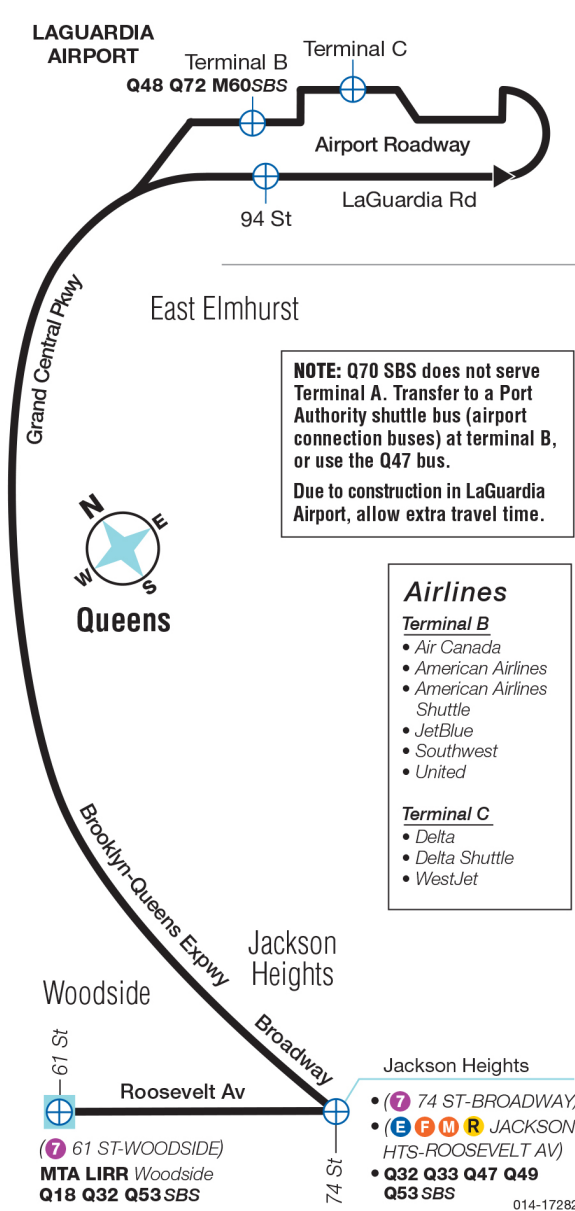 LAGUARDIA
AIRPORT
Terminal B
Q48 Q72 M60SBS
Terminal C
Airport Roadway
LaGuardia Rd
94 St
Grand Central Pkwy
East Elmhurst
NOTE: Q70 SBS does not serve
Terminal A. Transfer to a Port
Authority shuttle bus (airport
connection buses) at terminal B,
or use the Q47 bus.
Due to construction in LaGuardia
Airport, allow extra travel time.
N
E
W
S
Queens
Airlines
Terminal B
• Air Canada
• American Airlines
• American Airlines
Shuttle
• JetBlue
• Southwest
• United
Terminal C
• Delta
• Delta Shuttle
• WestJet
Brooklyn-Queens Expwy
Jackson
Heights
Woodside
Broadway
61 St
Roosevelt Av
(7 61 ST-WOODSIDE)
MTA LIRR Woodside
Q18 Q32 Q53SBS
74 St
Jackson Heights
• (7 74 ST-BROADWAY)
• (E F M R JACKSON
HTS-ROOSEVELT AV)
• Q32 Q33 Q47 Q49
Q53SBS
014-17282